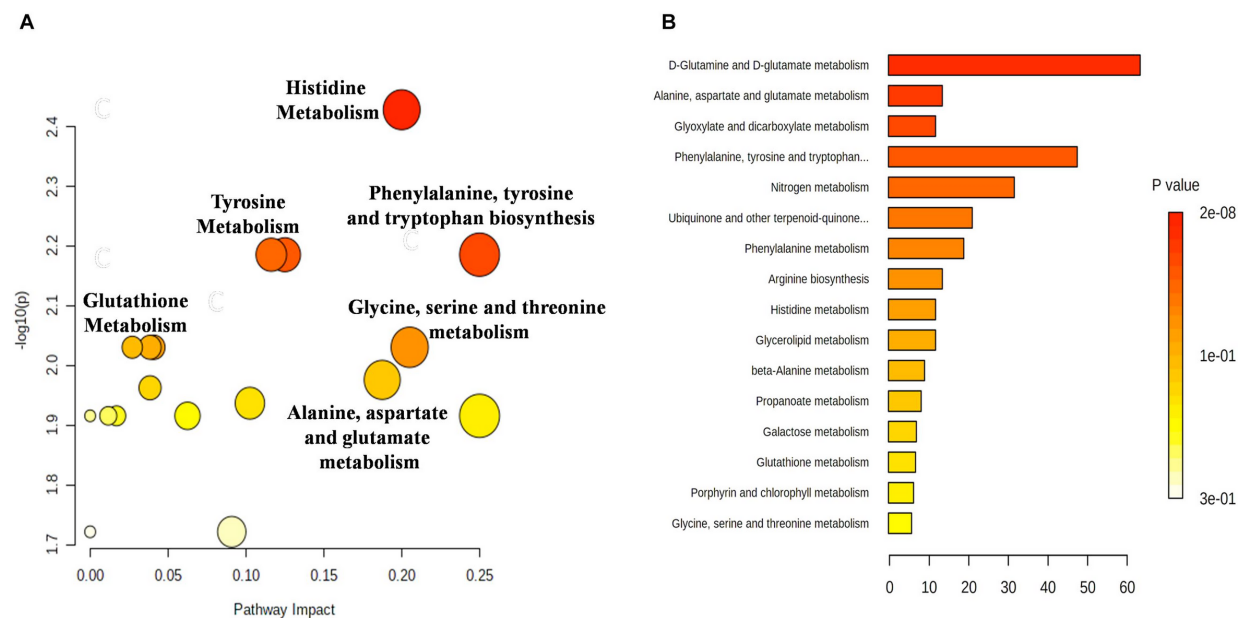 A
B
Histidine
Metabolism
Tyrosine
Metabolism
Phenylalanine, tyrosine
and tryptophan biosynthesis
Glutathione
Metabolism
Glycine, serine and threonine
metabolism
Alanine, aspartate
and glutamate
metabolism
C
C
C
C
-log10(p)
2.4
2.3
2.2
2.1
2.0
1.9
1.8
1.7
0.00 0.05 0.10 0.15 0.20 0.25
Pathway Impact
D-Glutamine and D-glutamate metabolism
Alanine, aspartate and glutamate metabolism
Glyoxylate and dicarboxylate metabolism
Phenylalanine, tyrosine and tryptophan...
Nitrogen metabolism
Ubiquinone and other terpenoid-quinone...
Phenylalanine metabolism
Arginine biosynthesis
Histidine metabolism
Glycerolipid metabolism
beta-Alanine metabolism
Propanoate metabolism
Galactose metabolism
Glutathione metabolism
Porphyrin and chlorophyll metabolism
Glycine, serine and threonine metabolism
0 10 20 30 40 50 60
P value
2e-08
1e-01
3e-01